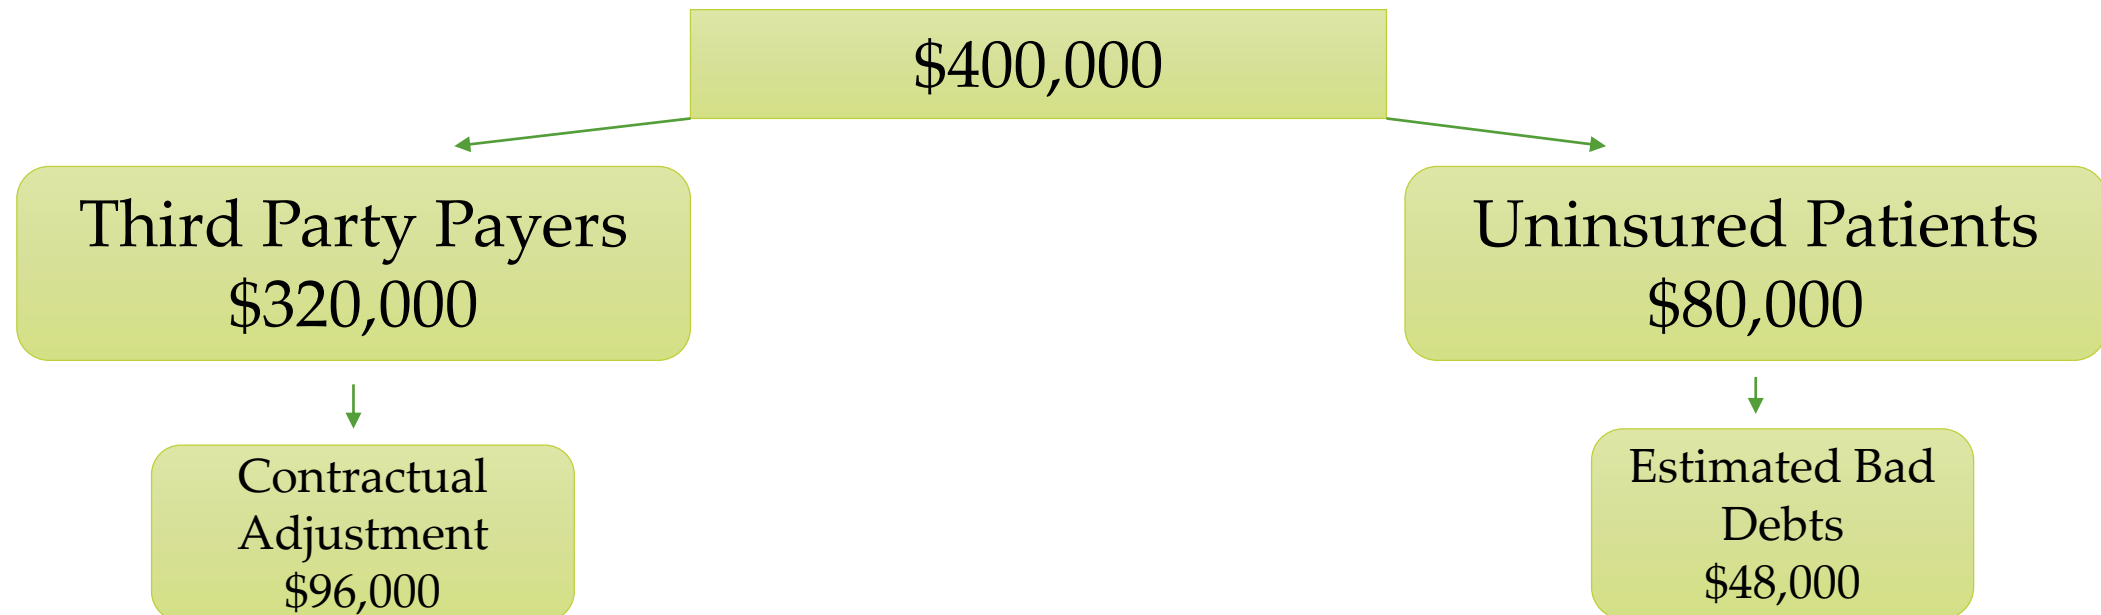 $400,000
Third Party Payers
$320,000
Uninsured Patients
$80,000
Contractual
Adjustment
$96,000
Estimated Bad
Debts
$48,000